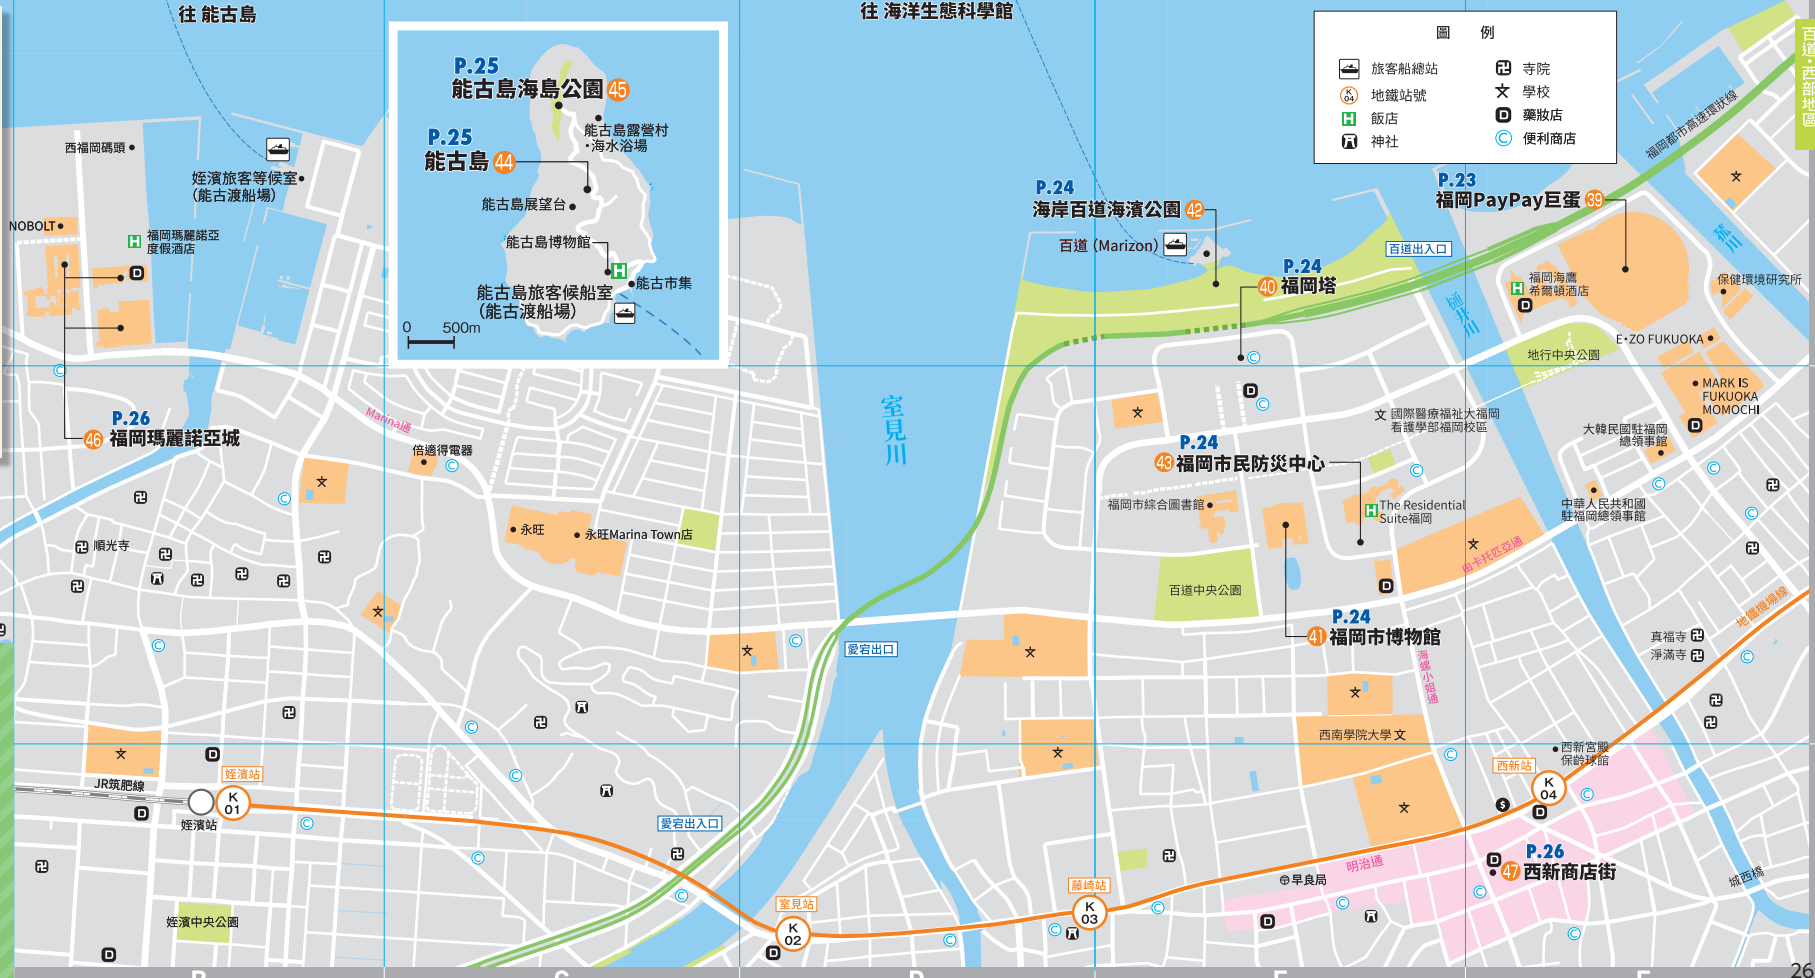 往 能古島
往 海洋生態科學館
圖 例
旅客船總站
地鐵站號
飯店
神社
寺院
學校
藥妝店
便利商店
百道・西部地區
P.25
能古島海島公園 45
能古島露營村
・海水浴場
P.25
能古島 44
能古島展望台
能古島博物館
能古市集
能古島旅客候船室
(能古渡船場)
0 500m
西福岡碼頭
姪濱旅客等候室
(能古渡船場)
NOBOLT
福岡瑪麗諾亞
度假酒店
P.26
46 福岡瑪麗諾亞城
Marina通
倍適得電器
永旺
永旺Marina Town店
順光寺
室見川
P.24
海岸百道海濱公園 42
百道 (Marizon)
P.24
40 福岡塔
百道出入口
P.23
福岡PayPay巨蛋 39
福岡都市高速環狀線
福岡海鷹
希爾頓酒店
樋井川
菰川
保健環境研究所
地行中央公園
E・ZO FUKUOKA
MARK IS
FUKUOKA
MOMOCHI
文 國際醫療福祉大福岡
看護學部福岡校區
大韓民國駐福岡
總領事館
P.24
43 福岡市民防災中心
福岡市綜合圖書館
The Residential
Suite福岡
中華人民共和國
駐福岡總領事館
百道中央公園
由卡托匹亞通
P.24
41 福岡市博物館
愛宕出口
海螺小姐通
地鐵機場線
真福寺
淨滿寺
西南學院大學 文
西新宮殿
保齡球館
西新站
K
04
JR筑肥線
姪濱站
K
01
姪濱站
愛宕出入口
室見站
K
02
藤崎站
K
03
早良局
明治通
P.26
47 西新商店街
城西橋
姪濱中央公園
26